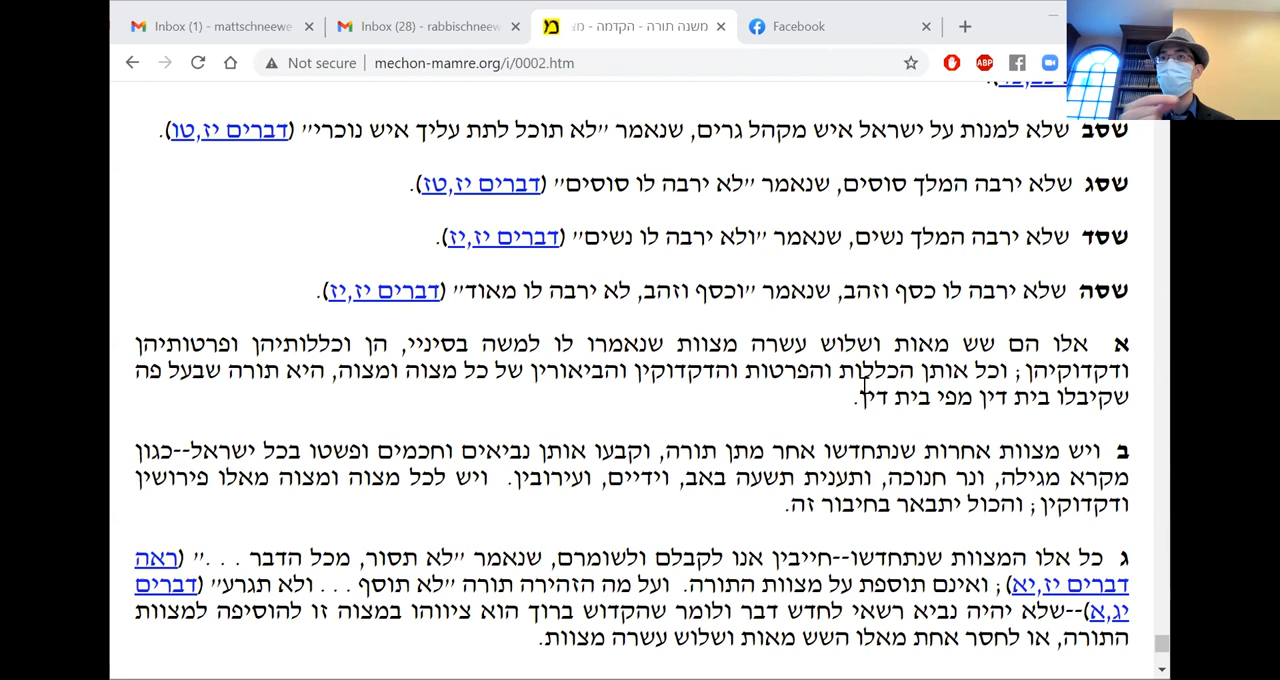 Inbox (1) - mattschneewe
Inbox (28) - rabbischneew
משנה תורה - הקדמה - מצ
Facebook
Not secure
mechon-mamre.org/i/0002.htm
ABP
שסב שלא למנות על ישראל איש מקהל גרים, שנאמר "לא תוכל לתת עליך איש נוכרי" (דברים יז,טו).
שסג שלא ירבה המלך סוסים, שנאמר "לא ירבה לו סוסים" (דברים יז,טז).
שסד שלא ירבה המלך נשים, שנאמר "ולא ירבה לו נשים" (דברים יז,יז).
שסה שלא ירבה לו כסף וזהב, שנאמר "וכסף וזהב, לא ירבה לו מאוד" (דברים יז,יז).
א אלו הם שש מאות ושלוש עשרה מצוות שנאמרו לו למשה בסיניי, הן וכללותיהן ופרטותיהן
ודקדוקיהן; וכל אותן הכללות והפרטות והדקדוקין והביאורין של כל מצוה ומצוה, היא תורה שבעל פה
שקיבלו בית דין מפי בית דין.
ב ויש מצוות אחרות שנתחדשו אחר מתן תורה, וקבעו אותן נביאים וחכמים ופשטו בכל ישראל--כגון
מקרא מגילה, ונר חנוכה, ותענית תשעה באב, וידיים, ועירובין. ויש לכל מצוה ומצוה מאלו פירושין
ודקדוקין; והכול יתבאר בחיבור זה.
ג כל אלו המצוות שנתחדשו--חייבין אנו לקבלם ולשומרם, שנאמר "לא תסור, מכל הדבר . . ." (ראה
דברים יז,יא); ואינם תוספת על מצוות התורה. ועל מה הזהירה תורה "לא תוסף . . . ולא תגרע" (דברים
יג,א)--שלא יהיה נביא רשאי לחדש דבר ולומר שהקדוש ברוך הוא ציווהו במצוה זו להוסיפה למצוות
התורה, או לחסר אחת מאלו השש מאות ושלוש עשרה מצוות.